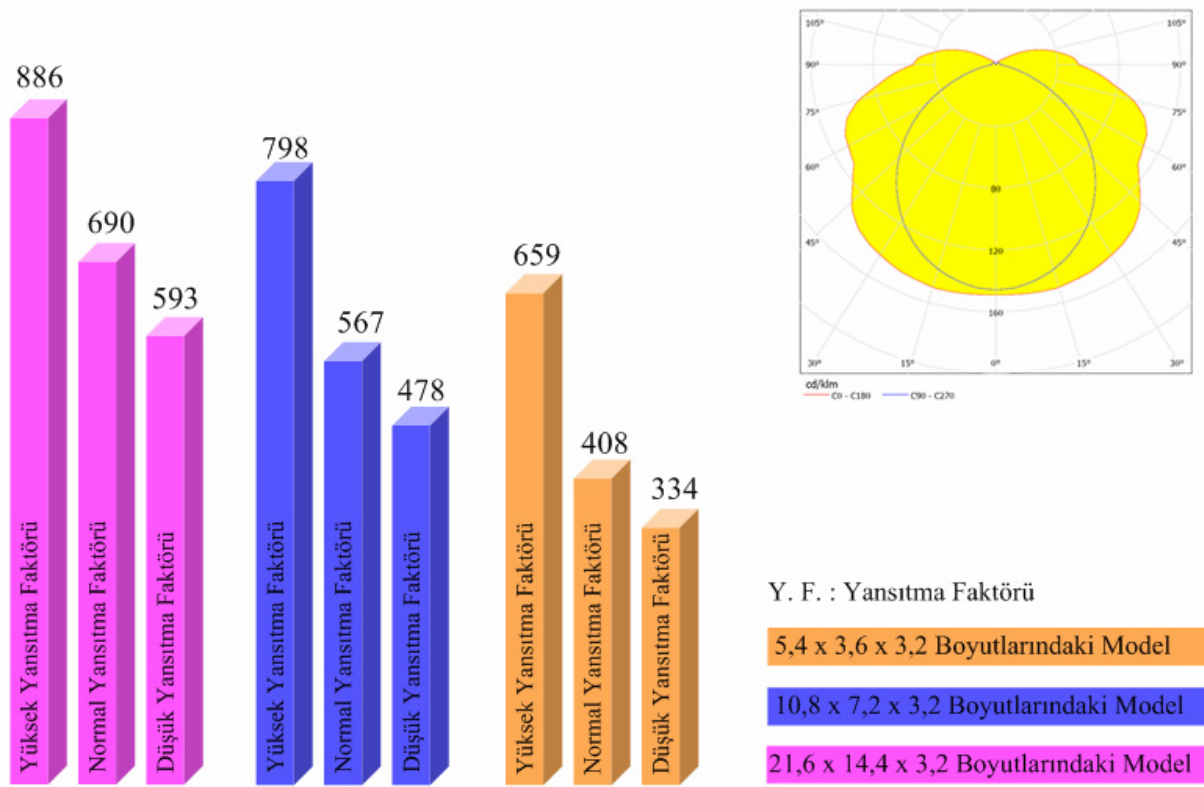 886
690
593
Yüksek Yansıtma Faktörü
Normal Yansıtma Faktörü
Düşük Yansıtma Faktörü
798
567
478
Yüksek Yansıtma Faktörü
Normal Yansıtma Faktörü
Düşük Yansıtma Faktörü
659
408
334
Yüksek Yansıtma Faktörü
Normal Yansıtma Faktörü
Düşük Yansıtma Faktörü
105° 105°
90° 90°
75° 75°
60° 60°
80
45° 45°
120
160
30° 15° 0° 15° 30°
cd/klm
C0 - C180 C90 - C270
Y. F. : Yansıtma Faktörü
5,4 x 3,6 x 3,2 Boyutlarındaki Model
10,8 x 7,2 x 3,2 Boyutlarındaki Model
21,6 x 14,4 x 3,2 Boyutlarındaki Model